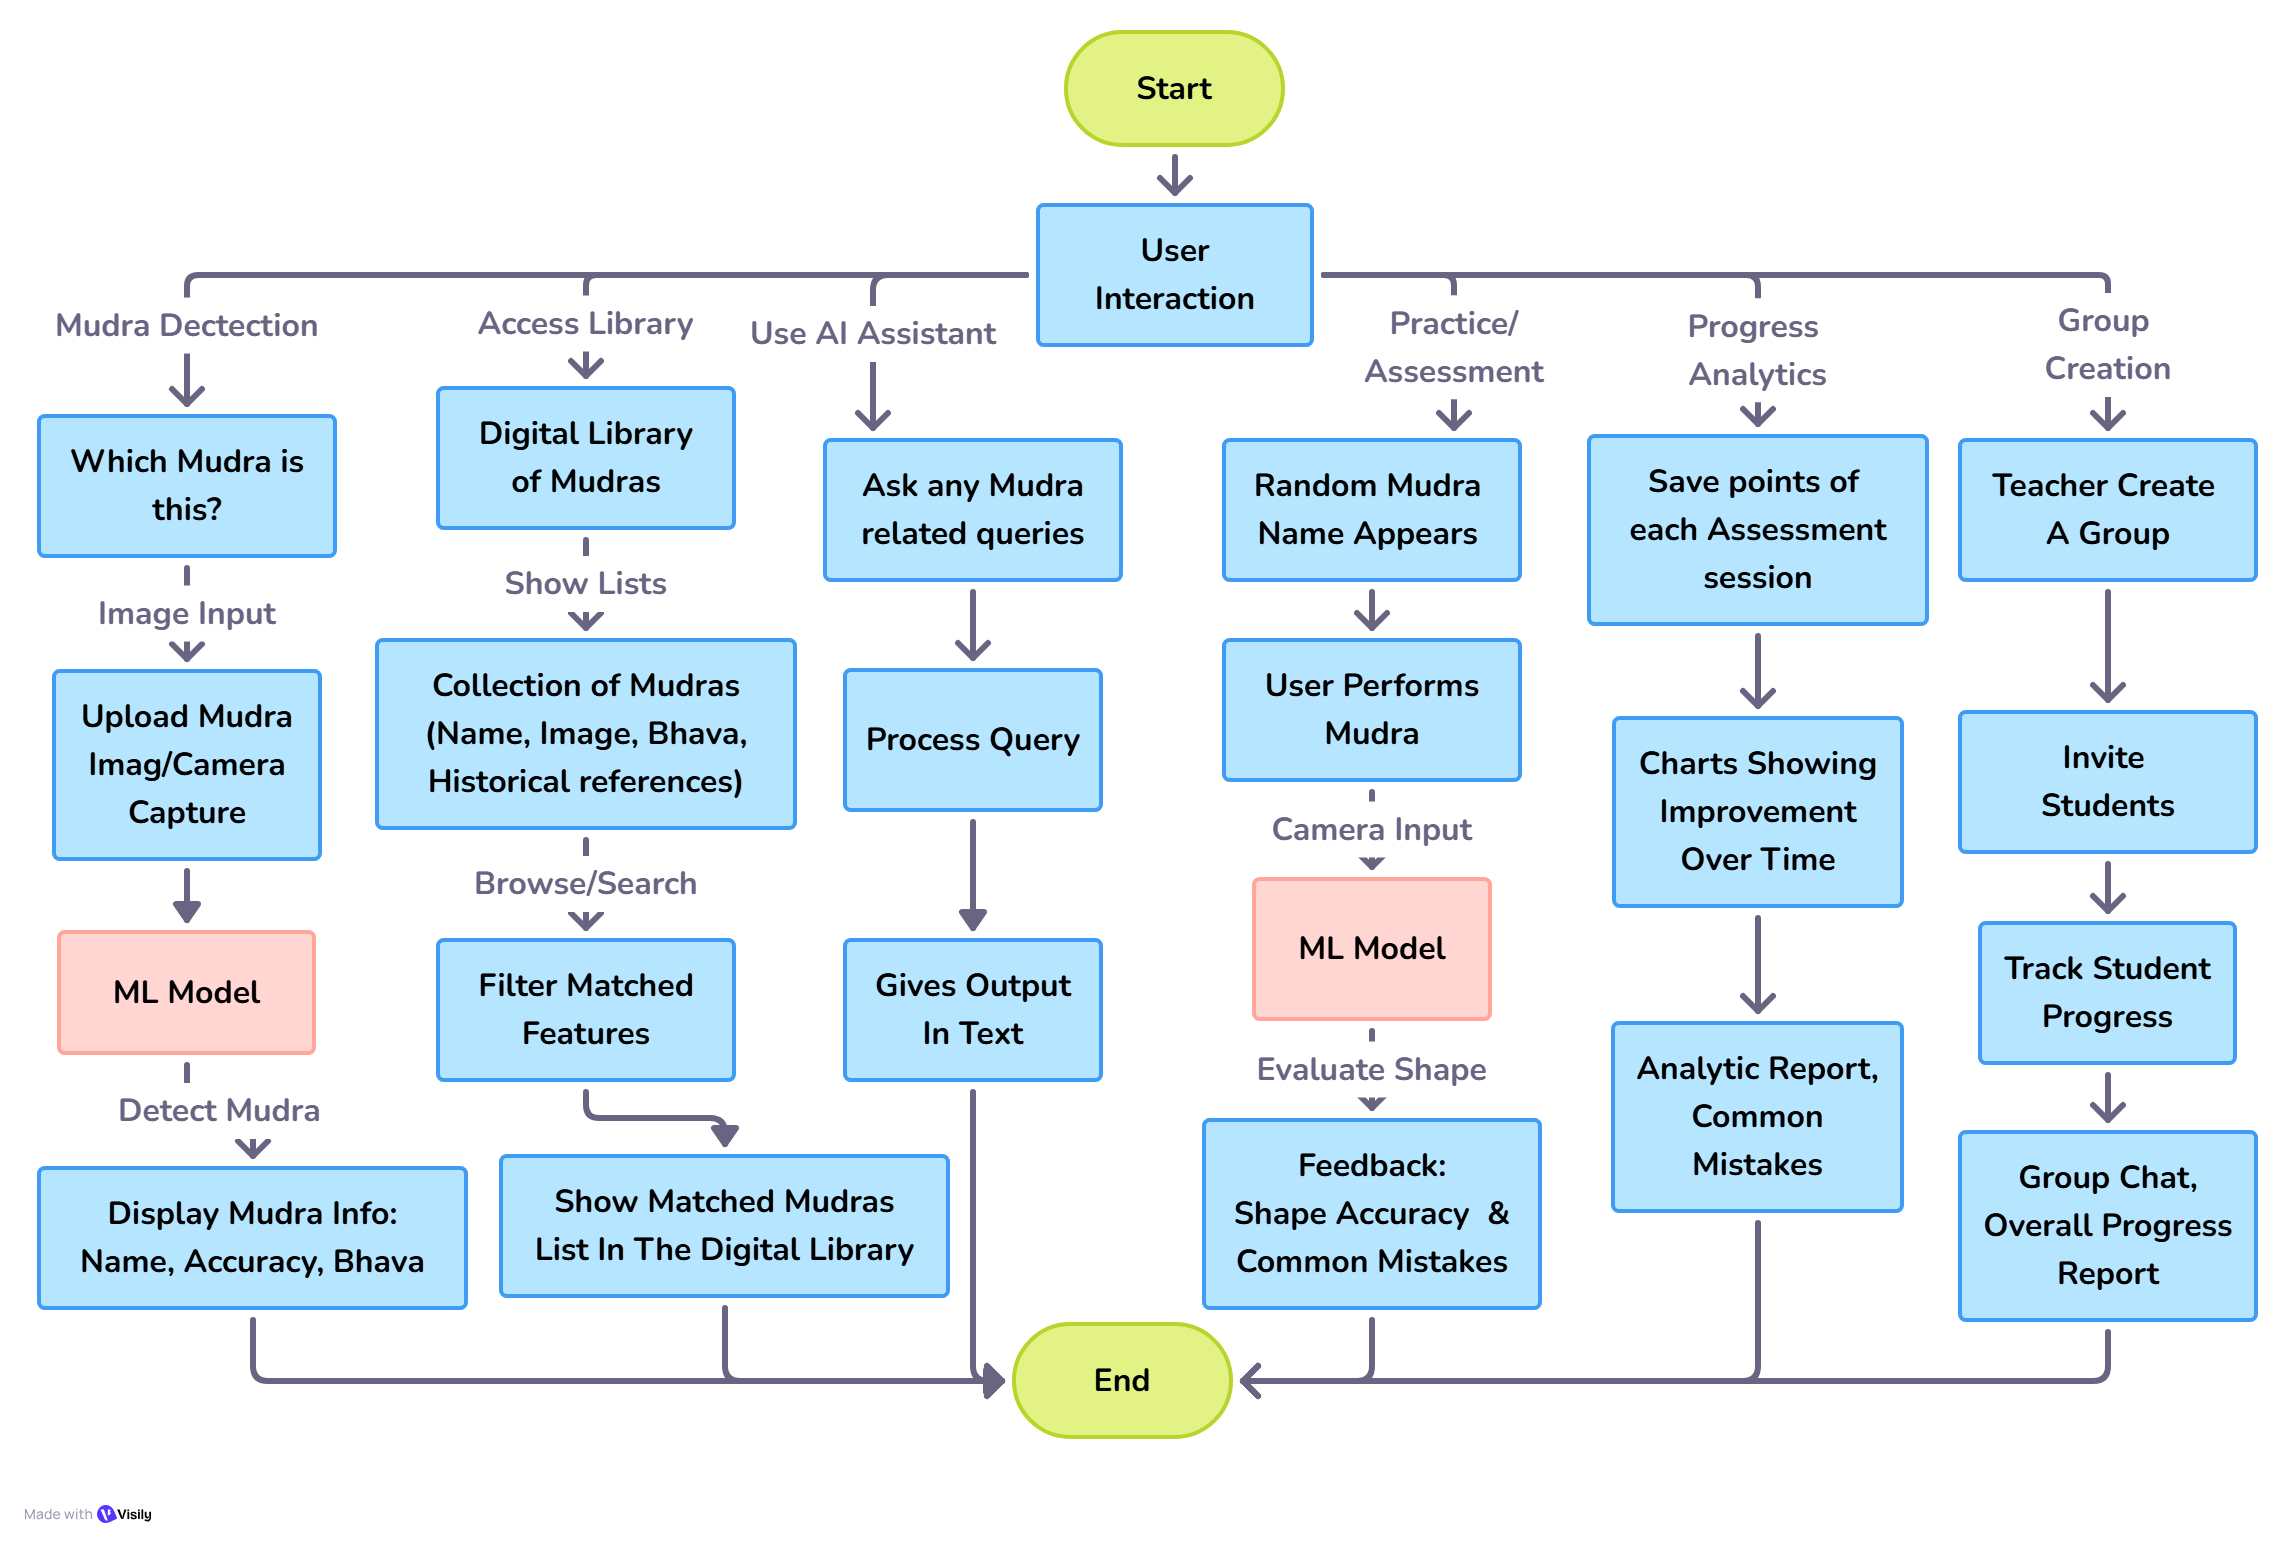 Start
User
Interaction
Mudra Dectection
Which Mudra is
this?
Image Input
Upload Mudra
Imag/Camera
Capture
ML Model
Detect Mudra
Display Mudra Info:
Name, Accuracy, Bhava
Access Library
Digital Library
of Mudras
Show Lists
Collection of Mudras
(Name, Image, Bhava,
Historical references)
Browse/Search
Filter Matched
Features
Show Matched Mudras
List In The Digital Library
Use AI Assistant
Ask any Mudra
related queries
Process Query
Gives Output
In Text
Practice/
Assessment
Random Mudra
Name Appears
User Performs
Mudra
Camera Input
ML Model
Evaluate Shape
Feedback:
Shape Accuracy &
Common Mistakes
Progress
Analytics
Save points of
each Assessment
session
Charts Showing
Improvement
Over Time
Analytic Report,
Common
Mistakes
Group
Creation
Teacher Create
A Group
Invite
Students
Track Student
Progress
Group Chat,
Overall Progress
Report
End
Made with Visily